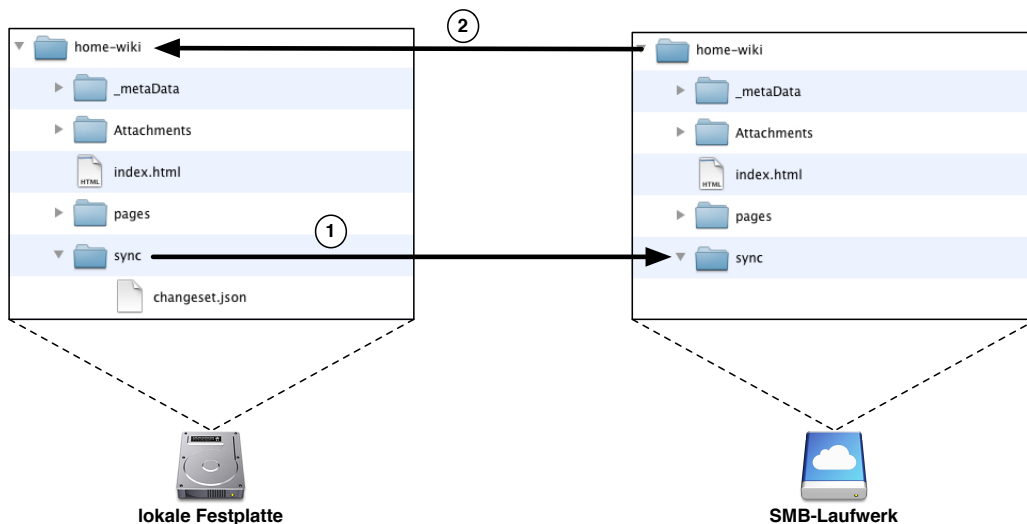 2
home-wiki
home-wiki
_metaData
_metaData
Attachments
Attachments
HTML
index.html
HTML
index.html
pages
pages
1
sync
sync
changeset.json
lokale Festplatte
SMB-Laufwerk